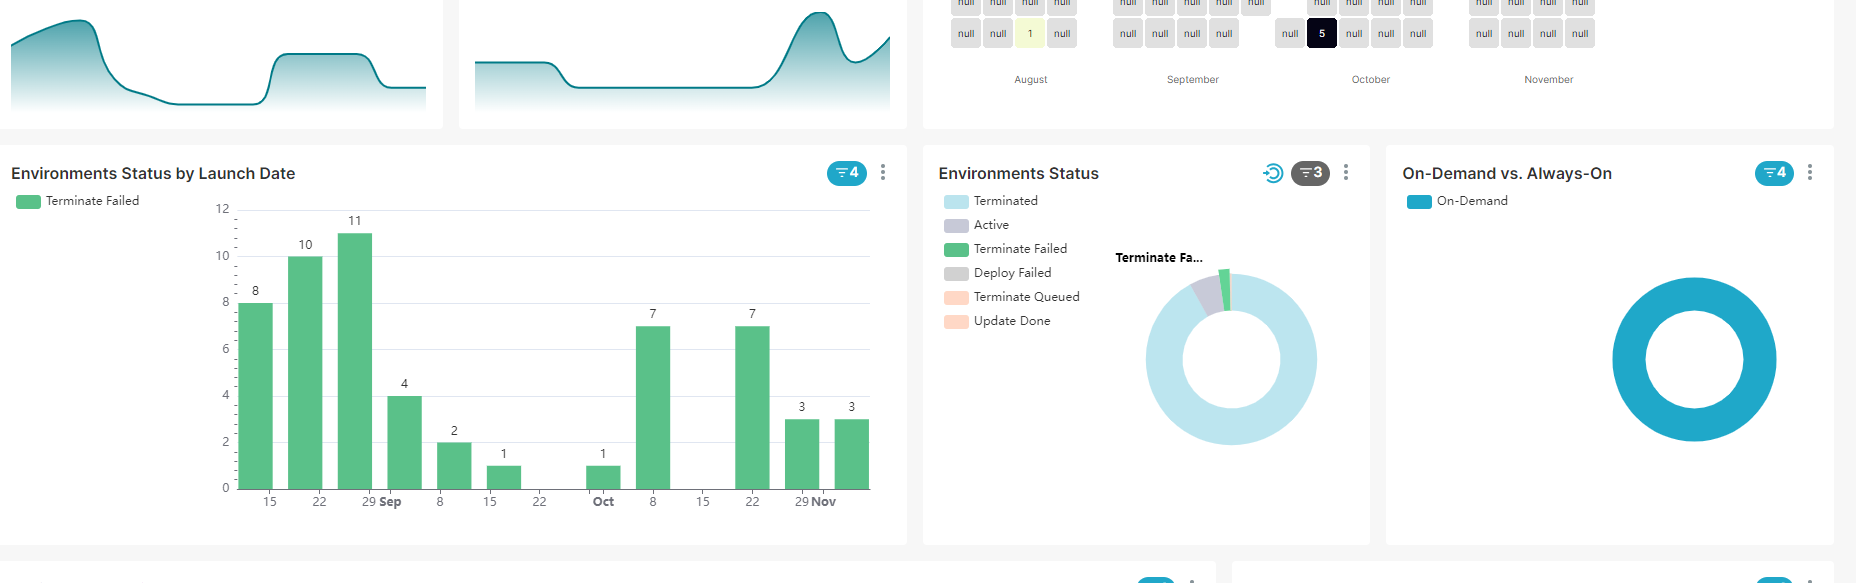 null null null null null null null null null null null null null null null null null
null null 1 null null null null null null 5 null null null null null null null
August September October November
Environments Status by Launch Date
4
Terminate Failed
12
10
8
6
4
2
0
8 10 11 4 2 1 1 7 7 3 3
15 22 29 Sep 8 15 22 Oct 8 15 22 29 Nov
Environments Status
3
Terminated
Active
Terminate Failed
Deploy Failed
Terminate Queued
Update Done
Terminate Fa...
On-Demand vs. Always-On
4
On-Demand